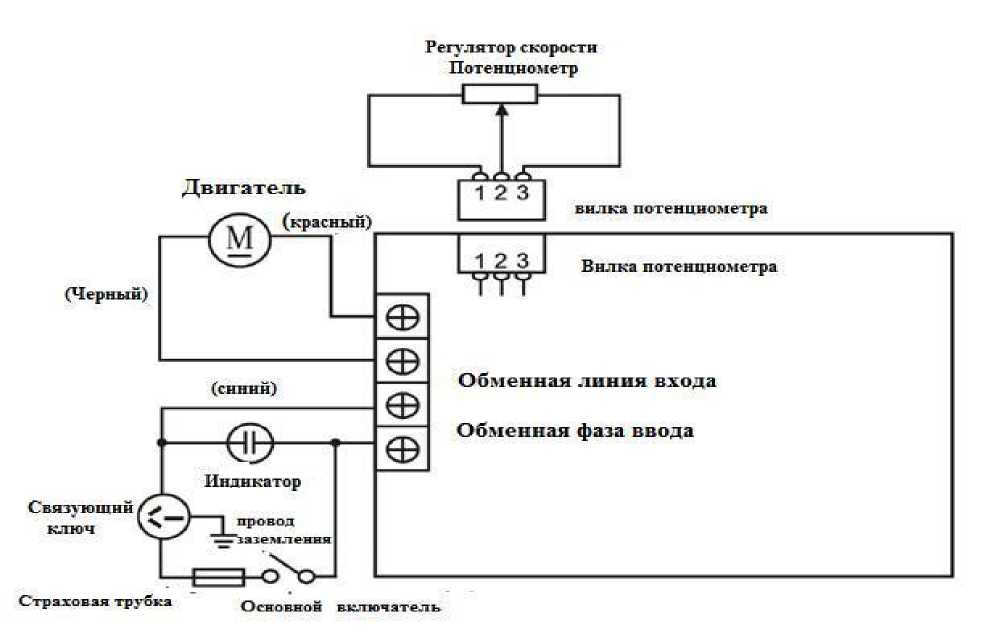 Регулятор скорости
Потенциометр
1 2 3
Двигатель
(красный)
вилка потенциометра
M
1 2 3
Вилка потенциометра
(Черный)
(синий)
Обменная линия входа
Обменная фаза ввода
Индикатор
Связующий
ключ
провод
заземления
Страховая трубка
Основной включатель